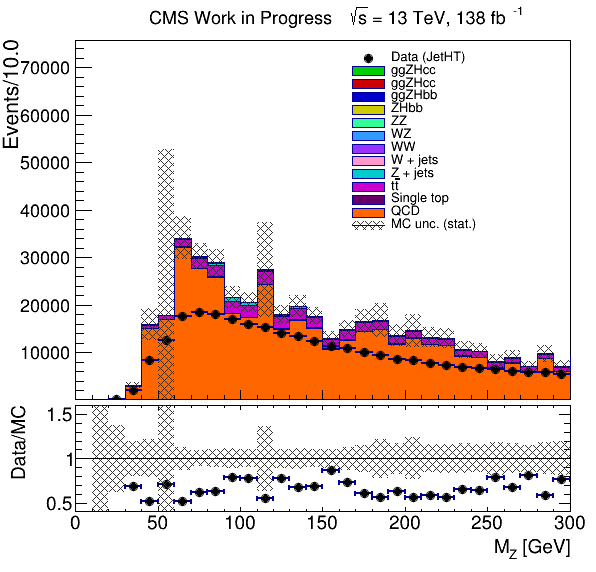 CMS Work in Progress √s = 13 TeV, 138 fb⁻¹
Events/10.0
70000
60000
50000
40000
30000
20000
10000
Data (JetHT)
ggZHcc
ggZHcc
ggZHbb
ZHbb
ZZ
WZ
WW
W + jets
Z + jets
tt̅
Single top
QCD
MC unc. (stat.)
Data/MC
1.5
1
0.5
0 50 100 150 200 250 300
M_Z [GeV]